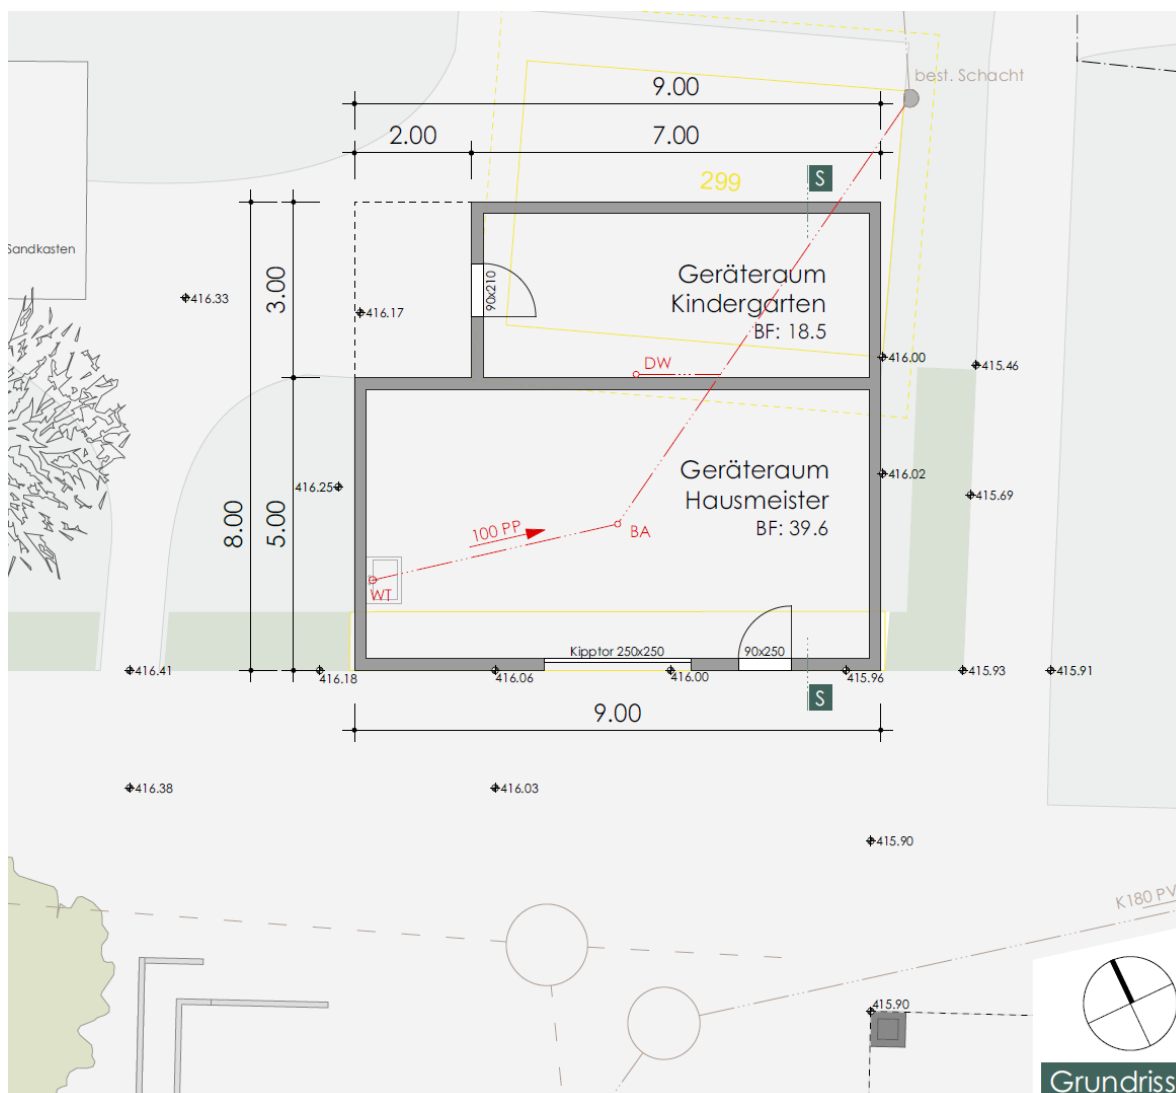 best. Schacht
9.00
2.00
7.00
299
S
Sandkasten
3.00
416.33
416.17
90x210
Geräteraum
Kindergarten
BF: 18.5
DW
416.00
415.46
8.00
5.00
416.25
Geräteraum
Hausmeister
BF: 39.6
416.02
415.69
100 PP
BA
WT
Kipptor 250x250
90x250
416.41
416.18
416.06
416.00
415.96
415.93
415.91
S
9.00
416.38
416.03
415.90
K180 PV
415.90
Grundriss